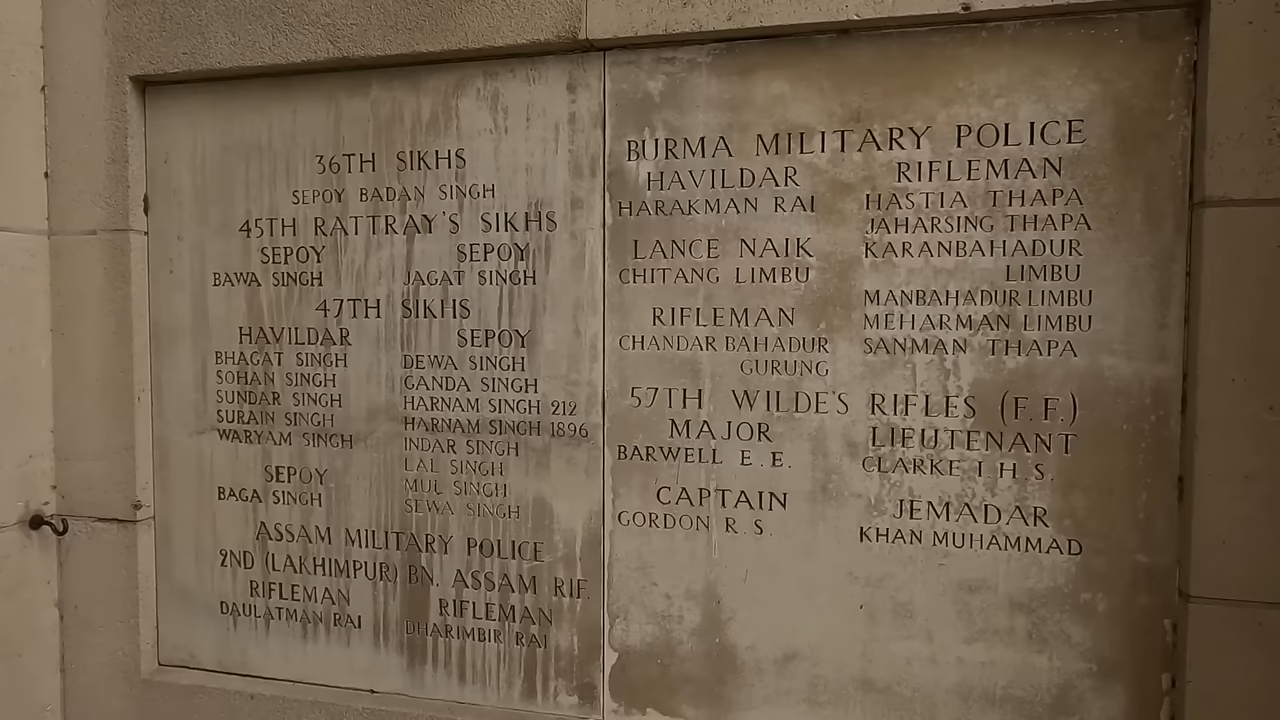 36TH SIKHS
SEPOY BADAN SINGH
45TH RATTRAY'S SIKHS
SEPOY
BAWA SINGH
SEPOY
JAGAT SINGH
47TH SIKHS
HAVILDAR
BHAGAT SINGH
SOHAN SINGH
SUNDAR SINGH
SURAIN SINGH
WARYAM SINGH
SEPOY
BAGA SINGH
SEPOY
DEWA SINGH
GANDA SINGH
HARNAM SINGH 212
HARNAM SINGH 1896
INDAR SINGH
LAL SINGH
MUL SINGH
SEWA SINGH
ASSAM MILITARY POLICE
2ND (LAKHIMPUR) BN. ASSAM RIF.
RIFLEMAN
DAULATMAN RAI
RIFLEMAN
DHARIMBIR RAI
BURMA MILITARY POLICE
HAVILDAR
HARAKMAN RAI
LANCE NAIK
CHITANG LIMBU
RIFLEMAN
CHANDAR BAHADUR
GURUNG
RIFLEMAN
HASTIA THAPA
JAHARSING THAPA
KARANBAHADUR
LIMBU
MANBAHADUR LIMBU
MEHARMAN LIMBU
SANMAN THAPA
57TH WILDE'S RIFLES (F.F.)
MAJOR
BARWELL E.E.
CAPTAIN
GORDON R.S.
LIEUTENANT
CLARKE I.H.S.
JEMADAR
KHAN MUHAMMAD